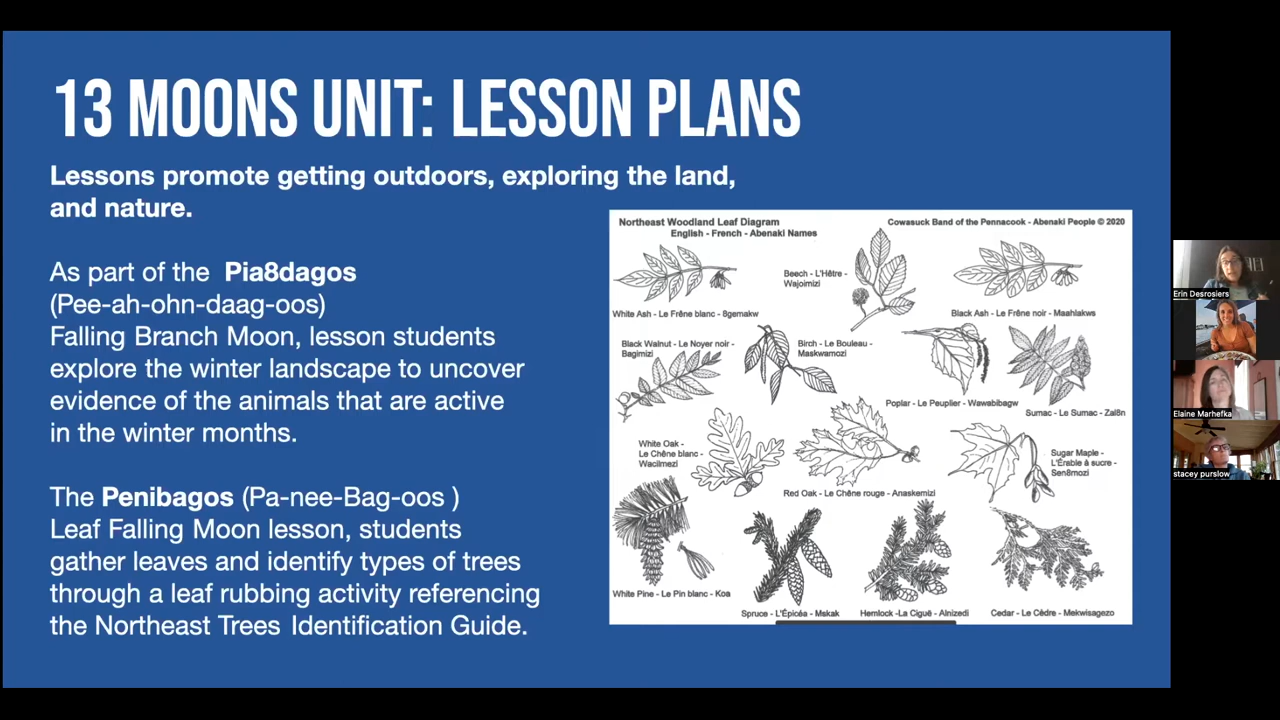 13 MOONS UNIT: LESSON PLANS
Lessons promote getting outdoors, exploring the land,
and nature.
As part of the Pia8dagos
(Pee-ah-ohn-daag-oos)
Falling Branch Moon, lesson students
explore the winter landscape to uncover
evidence of the animals that are active
in the winter months.
The Penibagos (Pa-nee-Bag-oos )
Leaf Falling Moon lesson, students
gather leaves and identify types of trees
through a leaf rubbing activity referencing
the Northeast Trees Identification Guide.
Northeast Woodland Leaf Diagram
English - French - Abenaki Names
Cowasuck Band of the Pennacook - Abenaki People © 2020
White Ash - Le Frêne blanc - 8gemakw
Beech - L'Hêtre -
Wajoimizi
Black Ash - Le Frêne noir - Maahlakws
Black Walnut - Le Noyer noir -
Bagimizi
Birch - Le Bouleau -
Maskwamozi
Poplar - Le Peuplier - Wawabibagw
Sumac - Le Sumac - Zal8n
White Oak -
Le Chêne blanc -
Wacilmezi
Red Oak - Le Chêne rouge - Anaskemizi
Sugar Maple -
L'Érable à sucre -
Sen8mozi
White Pine - Le Pin blanc - Koa
Spruce - L'Épicéa - Mskak
Hemlock -La Ciguë - Alnizedi
Cedar - Le Cèdre - Mekwisagezo
Erin Desrosiers
Elaine Marhefka
stacey purslow